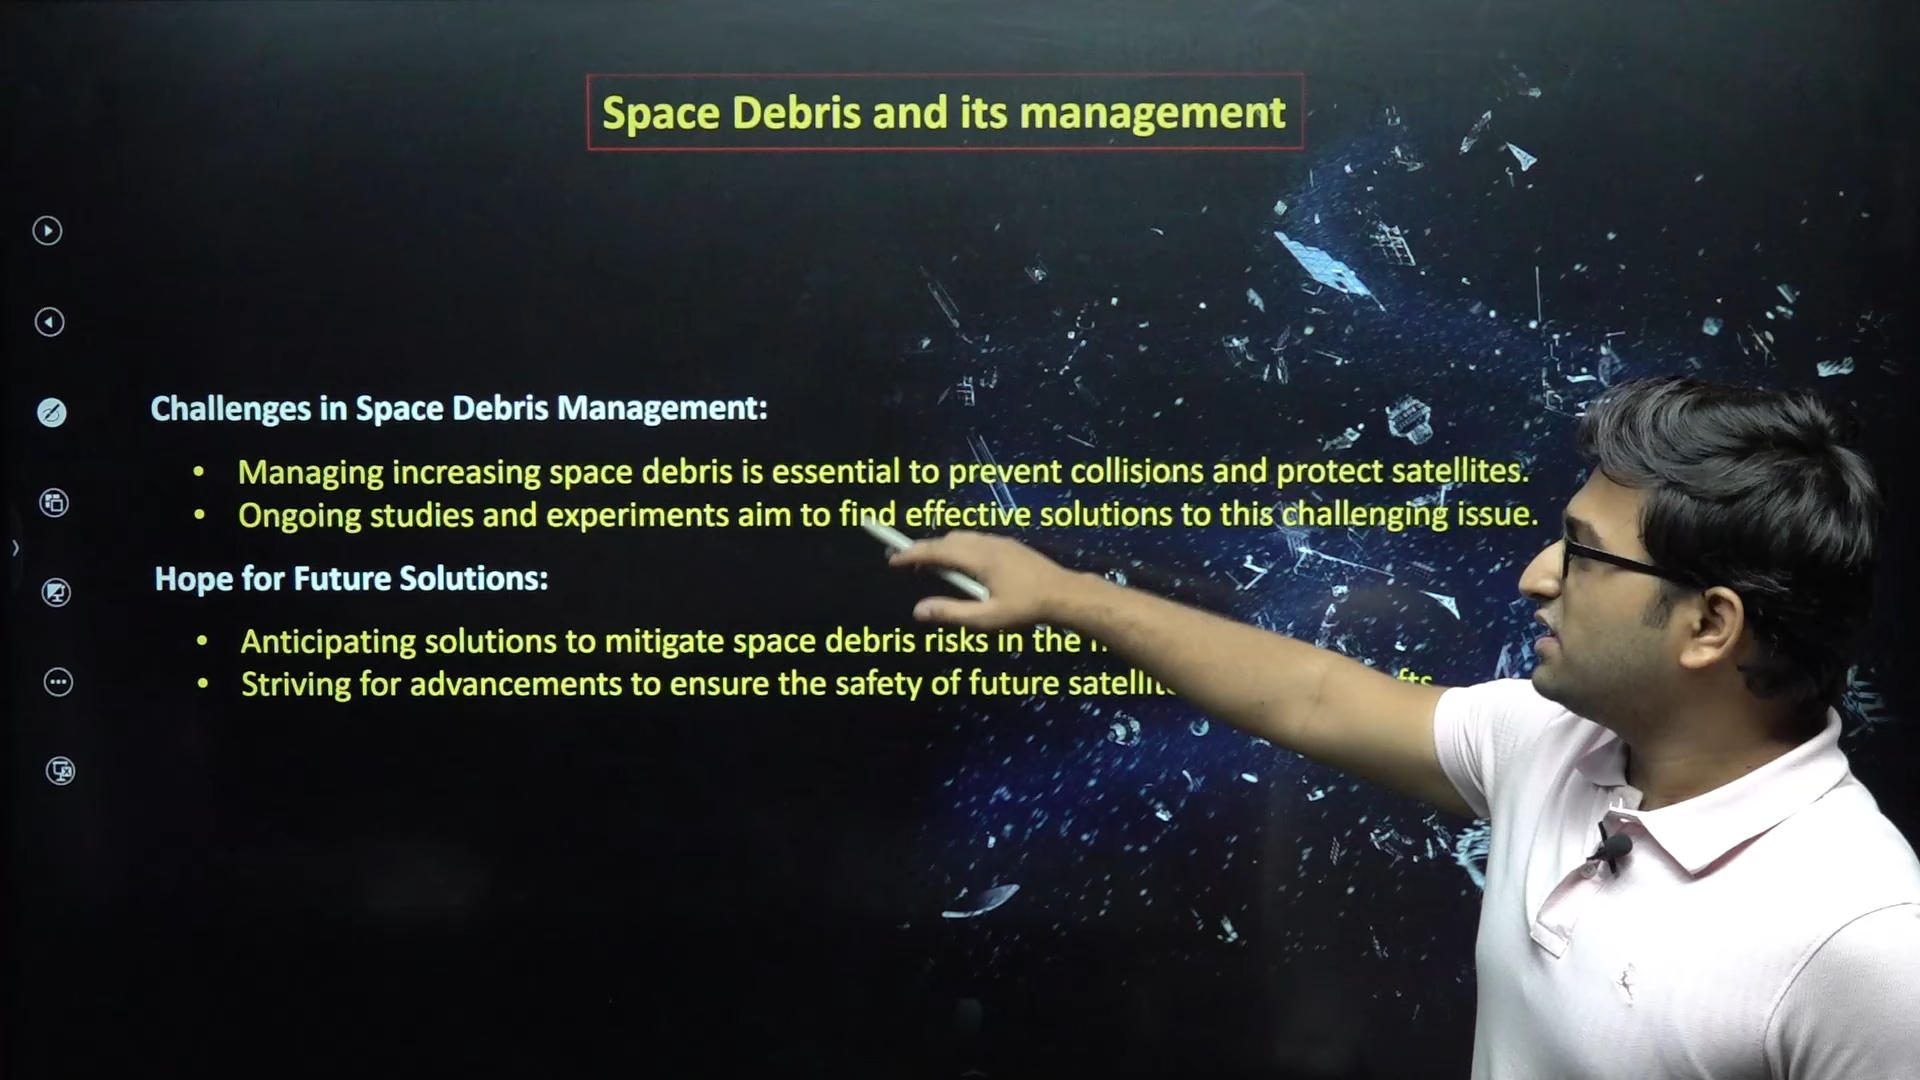 Space Debris and its management
Challenges in Space Debris Management:
• Managing increasing space debris is essential to prevent collisions and protect satellites.
• Ongoing studies and experiments aim to find effective solutions to this challenging issue.
Hope for Future Solutions:
• Anticipating solutions to mitigate space debris risks in the
• Striving for advancements to ensure the safety of future